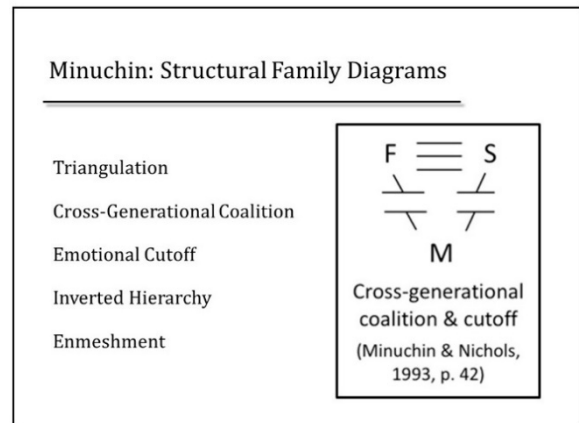 Minuchin: Structural Family Diagrams
Triangulation
Cross-Generational Coalition
Emotional Cutoff
Inverted Hierarchy
Enmeshment
F S
M
Cross-generational
coalition & cutoff
(Minuchin & Nichols,
1993, p. 42)